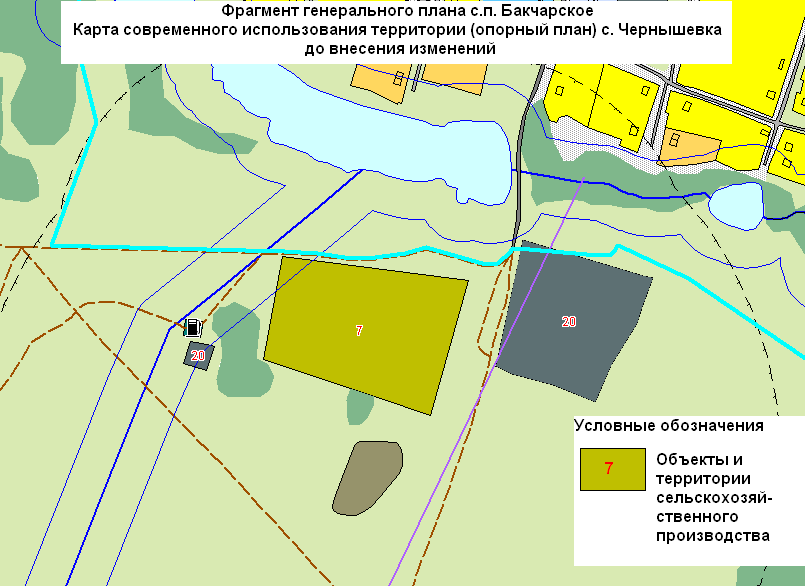 Фрагмент генерального плана с.п. Бакчарское
Карта современного использования территории (опорный план) с. Чернышевка
до внесения изменений
7
20
20
Условные обозначения
7
Объекты и
территории
сельскохозяй-
ственного
производства